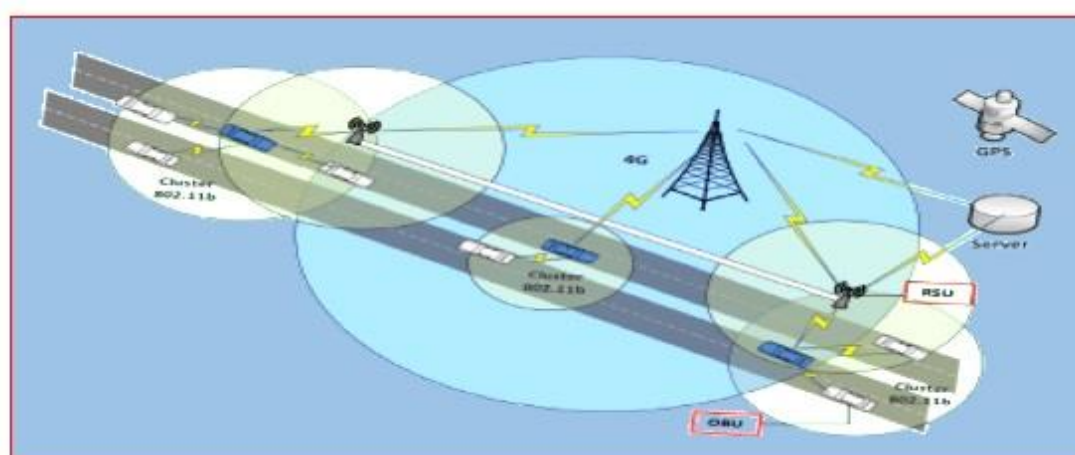 4G
GPS
Cluster
802.11b
Server
Cluster
802.11b
RSU
Cluster
802.11b
OBU